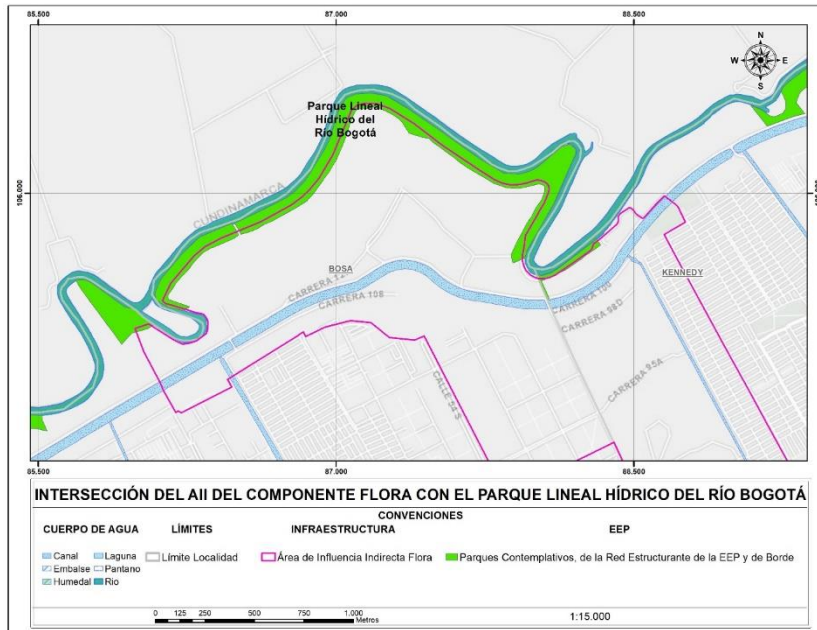 85.500 87.000 88.500
N
W E
S
Parque Lineal
Hídrico del
Río Bogotá
106.000
CUNDINAMARCA
BOSA
KENNEDY
CARRERA 108
CARRERA 100
CARRERA 98D
CARRERA 95A
CALLE 54 S
85.500 87.000 88.500
INTERSECCIÓN DEL AII DEL COMPONENTE FLORA CON EL PARQUE LINEAL HÍDRICO DEL RÍO BOGOTÁ
CONVENCIONES
CUERPO DE AGUA LÍMITES INFRAESTRUCTURA EEP
Canal Laguna Límite Localidad Área de Influencia Indirecta Flora Parques Contemplativos, de la Red Estructurante de la EEP y de Borde
Embalse Pantano
Humedal Rio
0 125 250 500 750 1.000
Metros
1:15.000